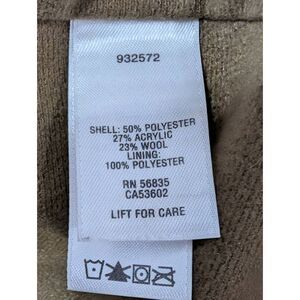 932572
SHELL: 50% POLYESTER
27% ACRYLIC
23% WOOL
LINING:
100% POLYESTER
RN 56835
CA53602
LIFT FOR CARE